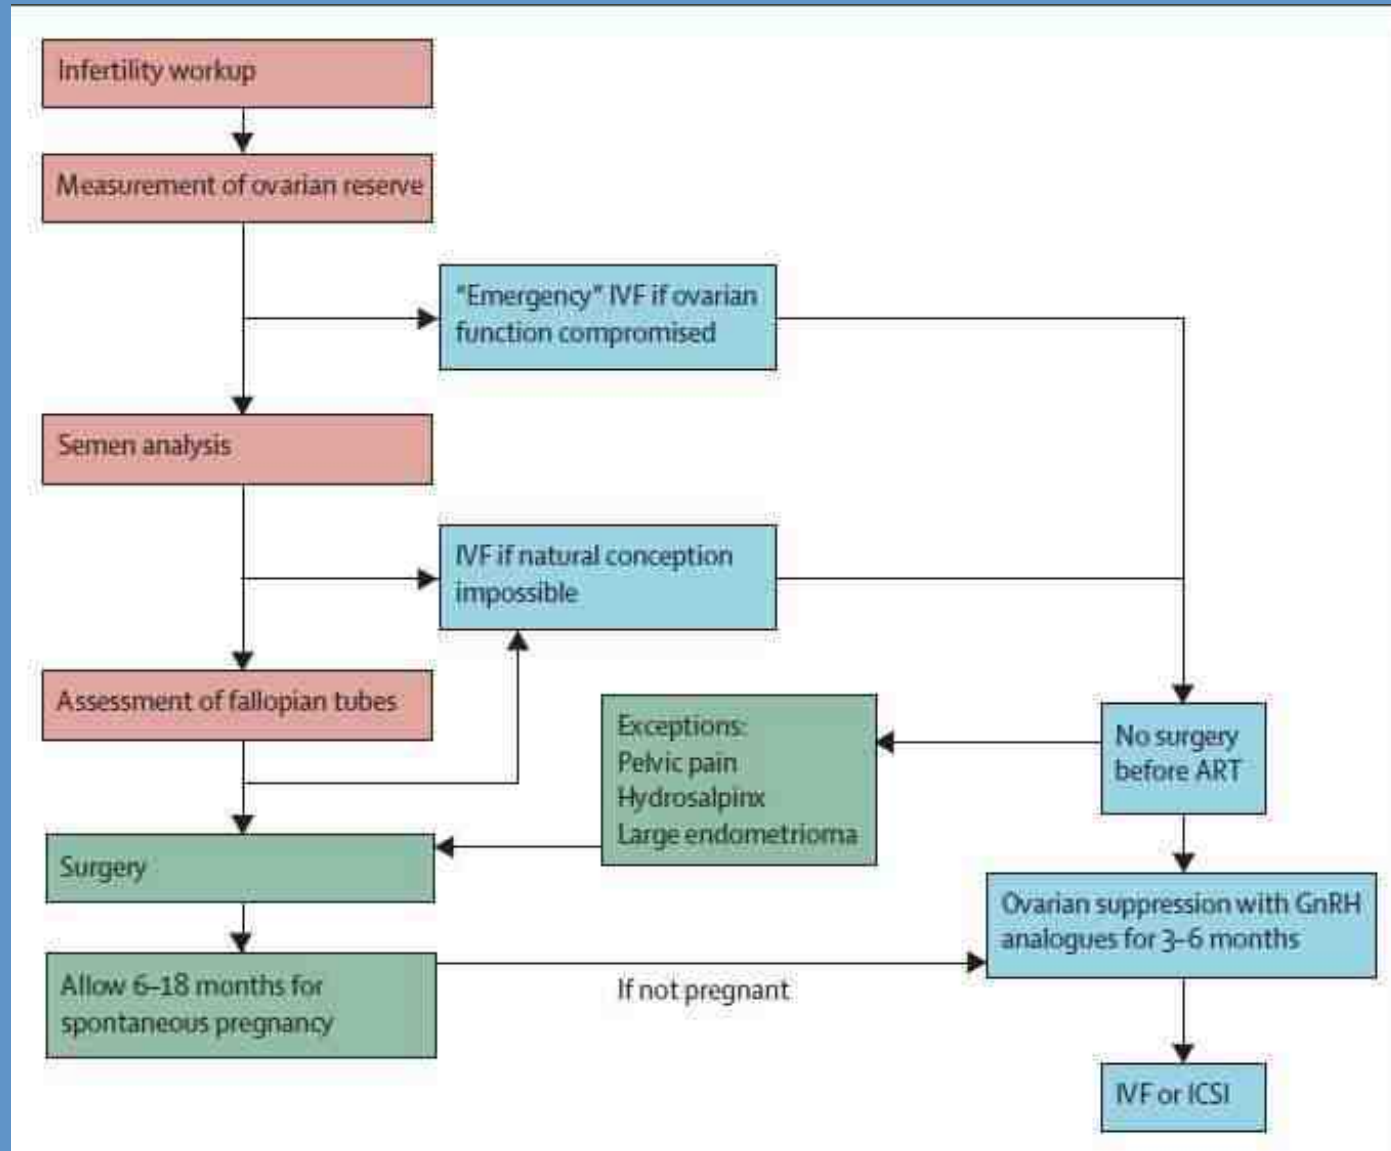 Infertility workup
Measurement of ovarian reserve
"Emergency" IVF if ovarian
function compromised
Semen analysis
IVF if natural conception
impossible
Assessment of fallopian tubes
Exceptions:
Pelvic pain
Hydrosalpinx
Large endometrioma
No surgery
before ART
Surgery
Ovarian suppression with GnRH
analogues for 3–6 months
Allow 6–18 months for
spontaneous pregnancy
If not pregnant
IVF or ICSI